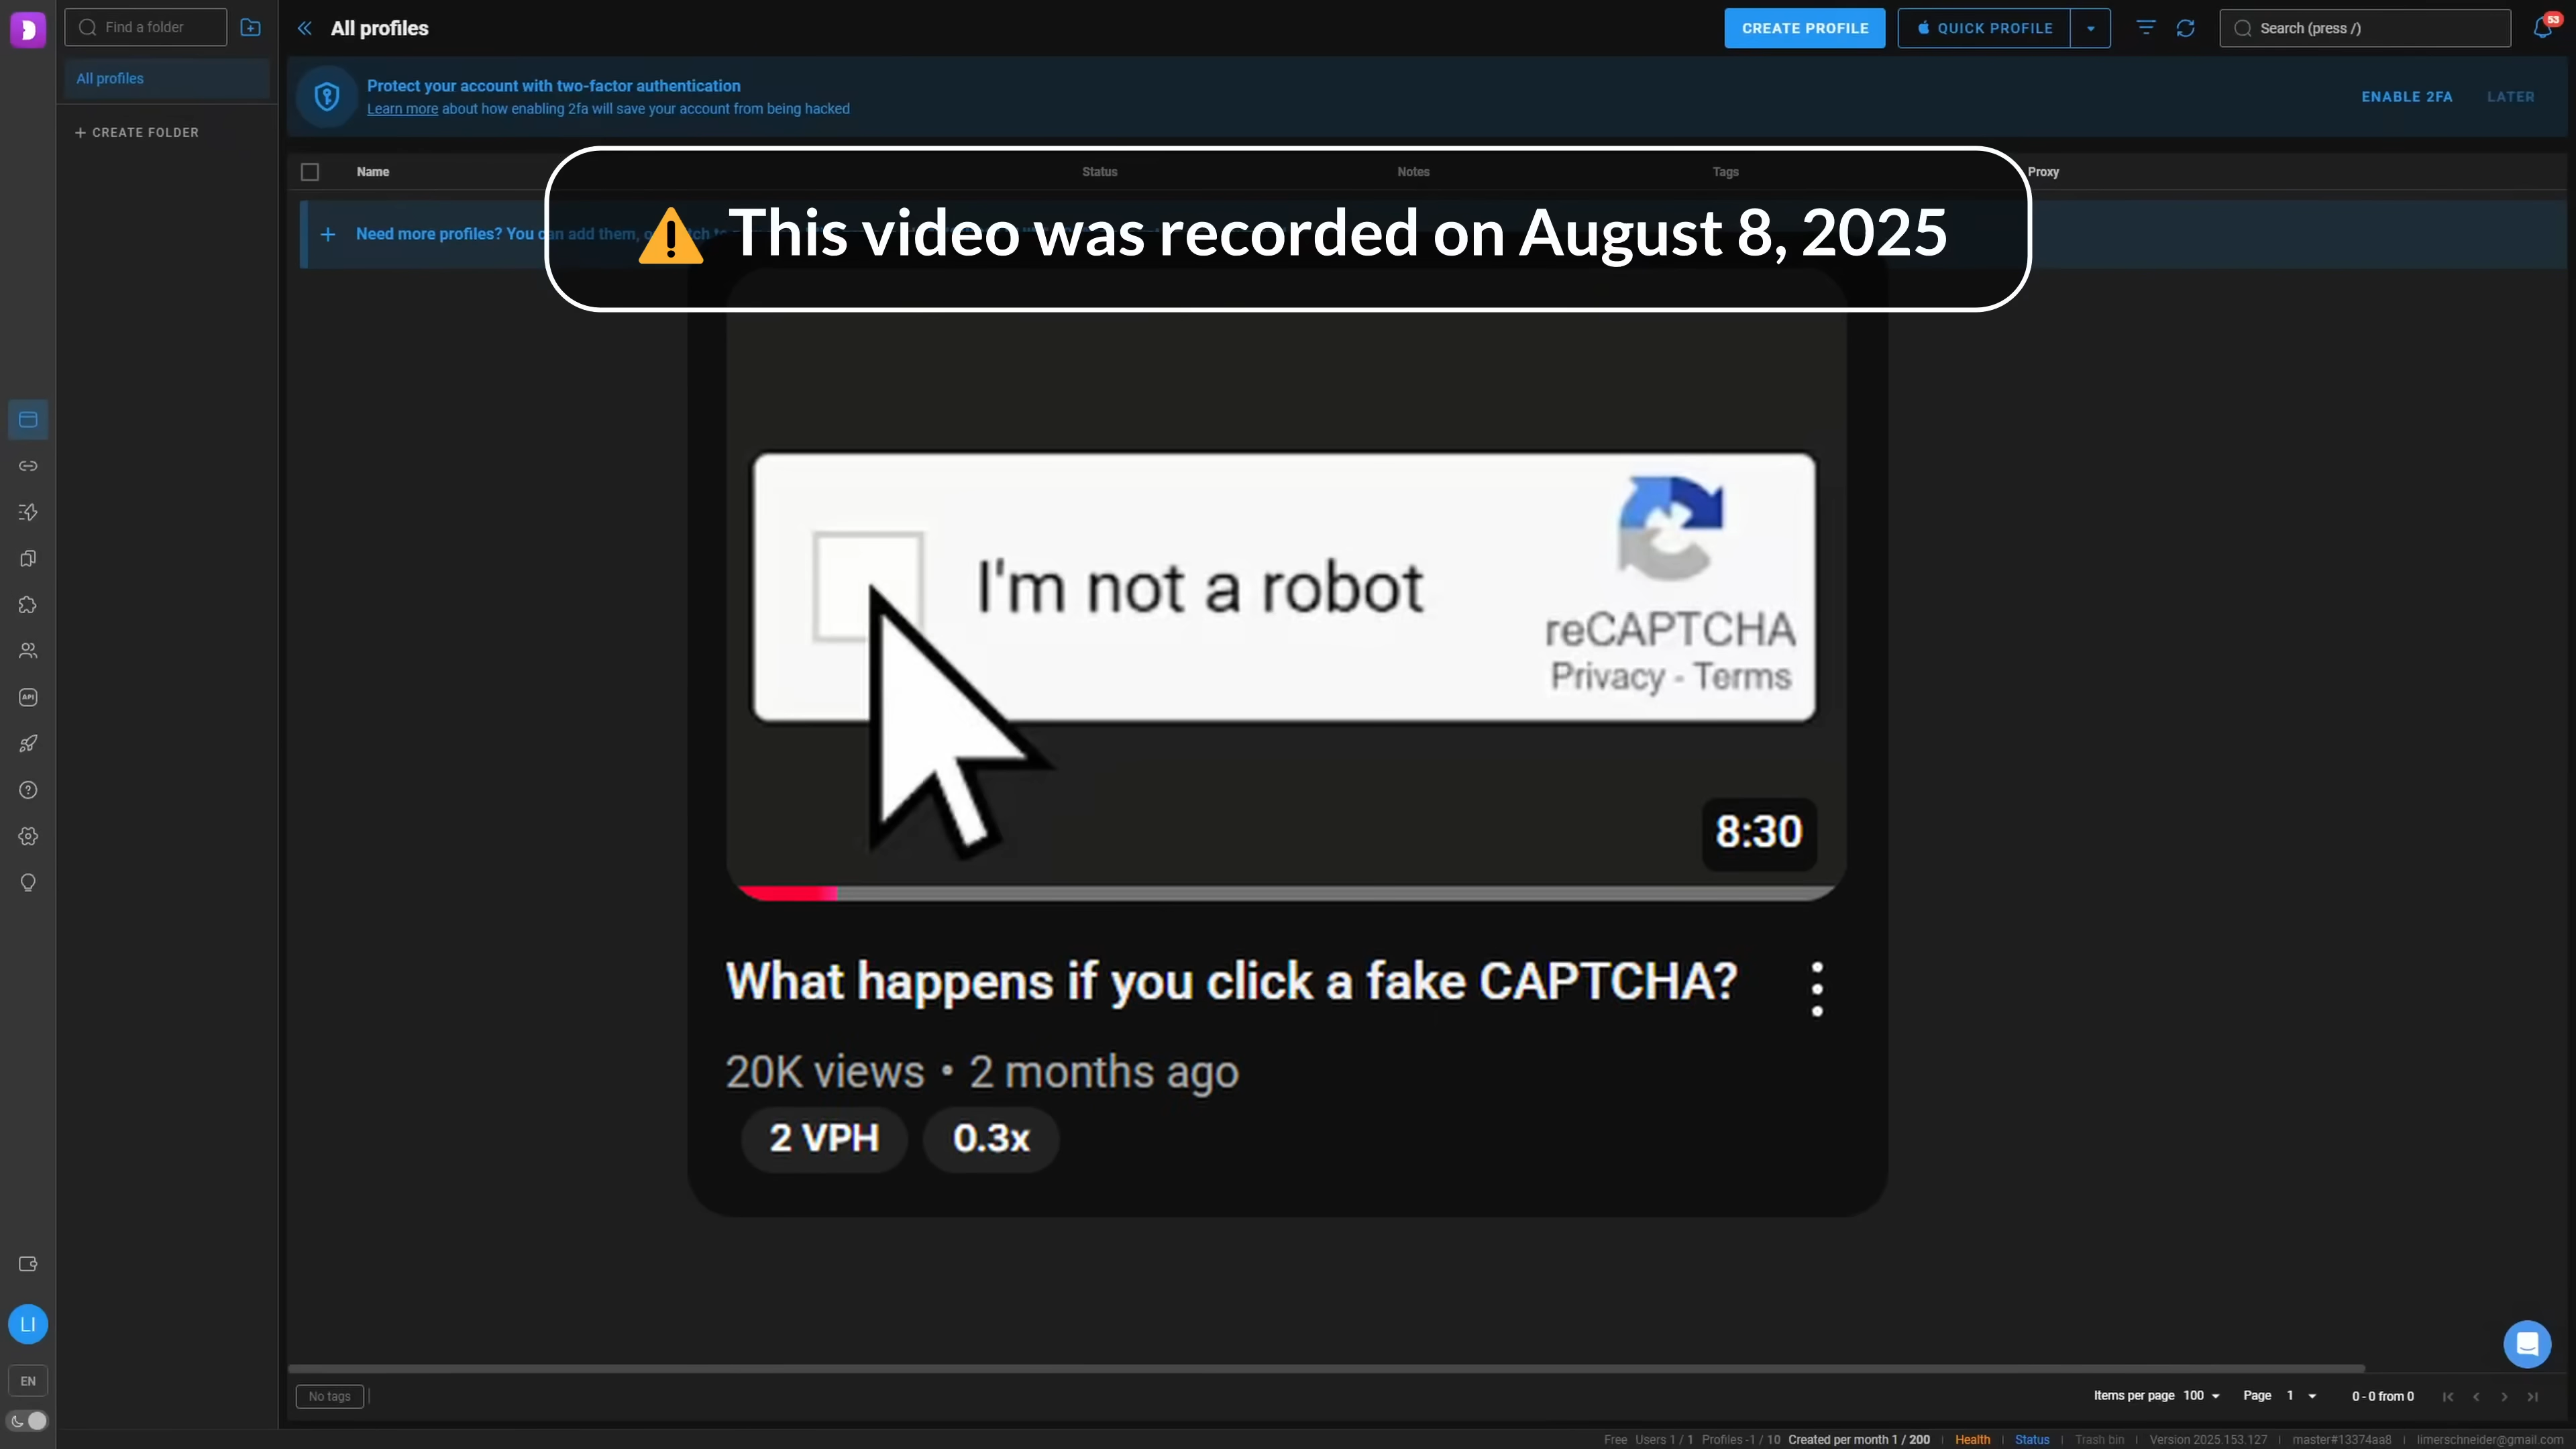 Find a folder
All profiles
CREATE PROFILE
QUICK PROFILE
Search (press /)
53
All profiles
CREATE FOLDER
Protect your account with two-factor authentication
Learn more about how enabling 2fa will save your account from being hacked
ENABLE 2FA
LATER
Name
Status
Notes
Tags
Proxy
Need more profiles? You can add them,
⚠ This video was recorded on August 8, 2025
I'm not a robot
reCAPTCHA
Privacy - Terms
8:30
What happens if you click a fake CAPTCHA?
20K views • 2 months ago
2 VPH
0.3x
API
LI
EN
No tags
Items per page 100
Page 1
0 - 0 from 0
Free Users 1 / 1 Profiles -1 / 10 Created per month 1 / 200 Health Status Trash bin Version 2025.153.127 master#13374aa8 limerschneider@gmail.com